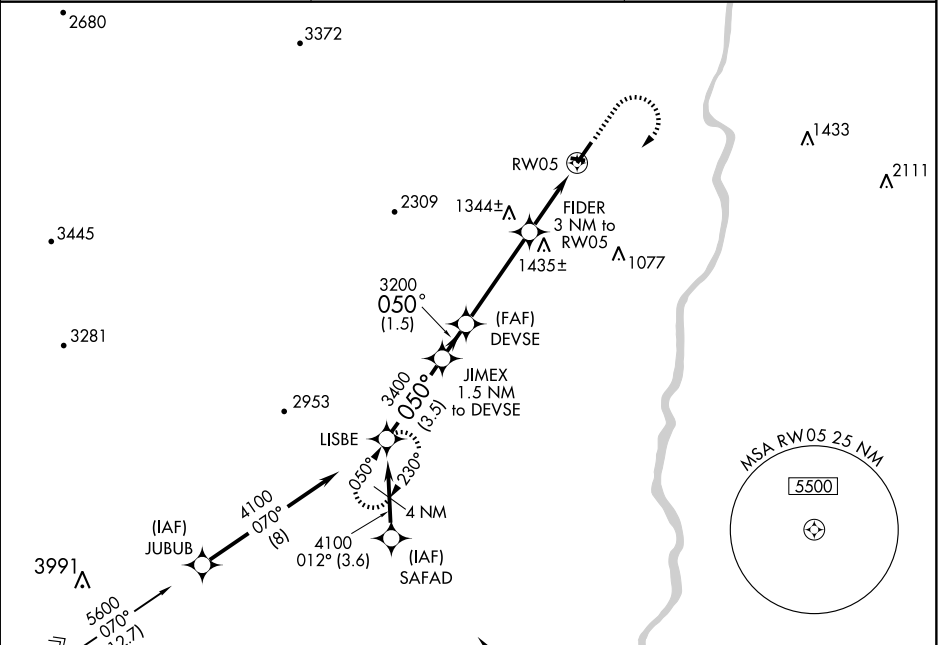 2680
3372
1433
2111
RW05
2309
1344±
FIDER
3 NM to
RW05
3445
1435±
1077
3200
050°
(1.5)
(FAF)
DEVSE
3281
JIMEX
1.5 NM
to DEVSE
3400
050°
(3.5)
2953
LISBE
050°
230°
4 NM
MSA RW05 25 NM
5500
4100
070°
(8)
(IAF)
JUBUB
4100
012° (3.6)
(IAF)
SAFAD
3991
5600
070°